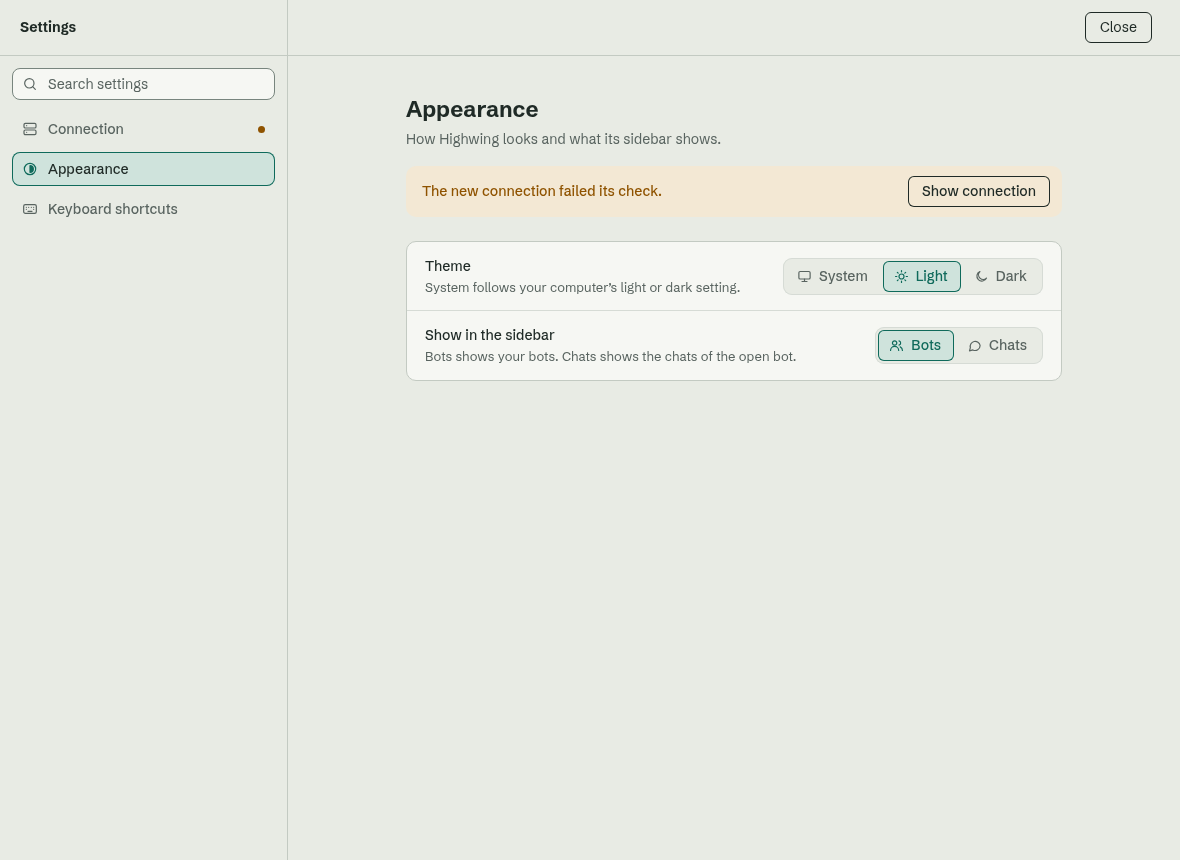 Settings
Close
Search settings
Connection
Appearance
Keyboard shortcuts
Appearance
How Highwing looks and what its sidebar shows.
The new connection failed its check.
Show connection
Theme
System follows your computer's light or dark setting.
System
Light
Dark
Show in the sidebar
Bots shows your bots. Chats shows the chats of the open bot.
Bots
Chats